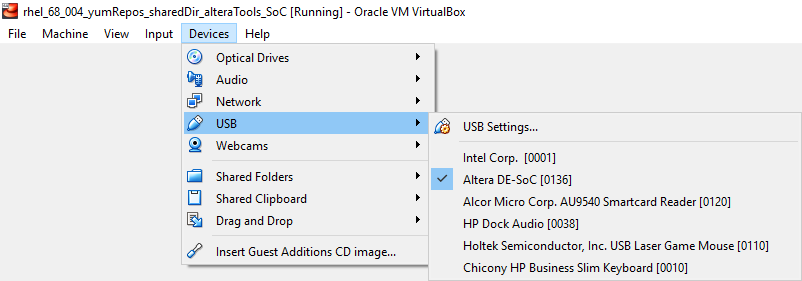 rhel_68_004_yumRepos_sharedDir_alteraTools_SoC [Running] - Oracle VM VirtualBox
File Machine View Input Devices Help
Optical Drives
Audio
Network
USB
Webcams
Shared Folders
Shared Clipboard
Drag and Drop
Insert Guest Additions CD image...
USB Settings...
Intel Corp. [0001]
Altera DE-SoC [0136]
Alcor Micro Corp. AU9540 Smartcard Reader [0120]
HP Dock Audio [0038]
Holtek Semiconductor, Inc. USB Laser Game Mouse [0110]
Chicony HP Business Slim Keyboard [0010]